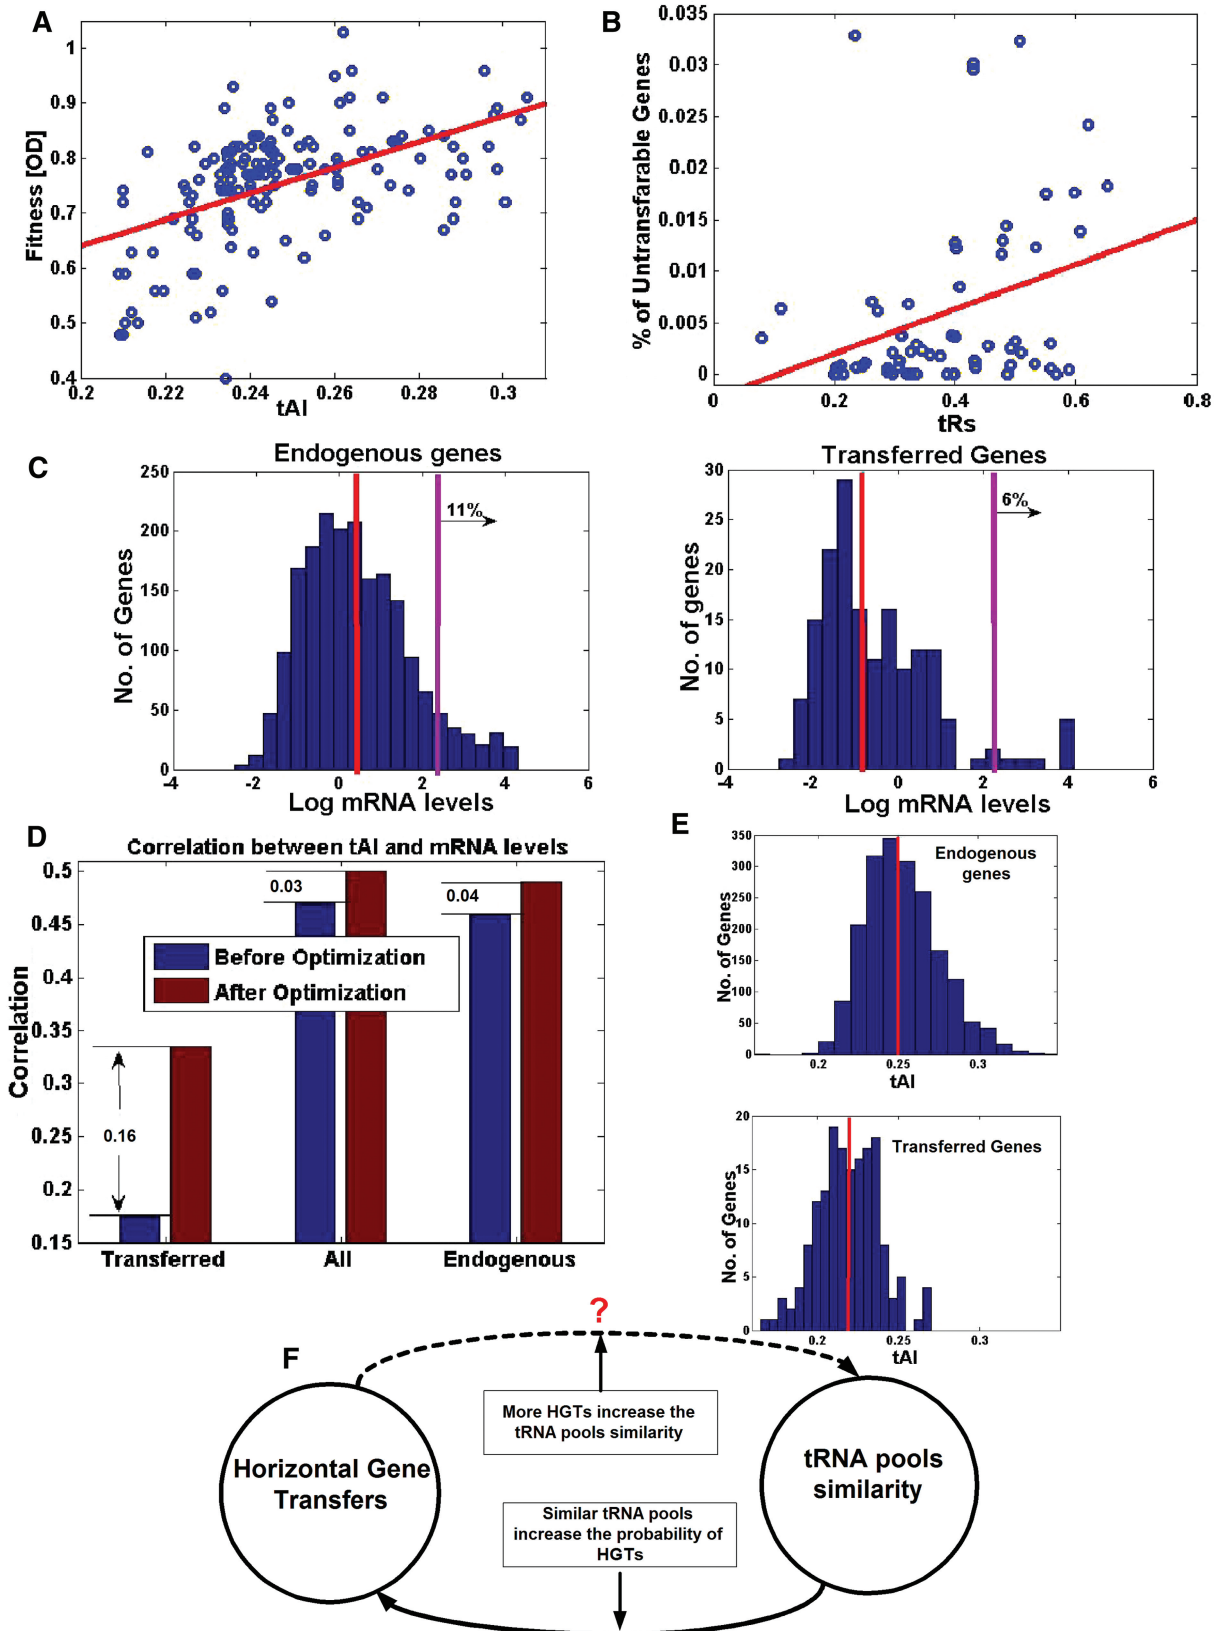 A
Fitness [OD]
1
0.9
0.8
0.7
0.6
0.5
0.4
0.2
0.22
0.24
0.26
0.28
0.3
tAI
B
% of Untransfarable Genes
0.035
0.03
0.025
0.02
0.015
0.01
0.005
0
0
0.2
0.4
0.6
0.8
tRs
C
Endogenous genes
No. of Genes
250
200
150
100
50
0
11%
-4
-2
0
2
4
6
Log mRNA levels
Transferred Genes
No. of genes
30
25
20
15
10
5
0
6%
-4
-2
0
2
4
6
Log mRNA levels
D
Correlation between tAI and mRNA levels
Correlation
0.5
0.45
0.4
0.35
0.3
0.25
0.2
0.15
0.03
0.04
0.16
Before Optimization
After Optimization
Transferred
All
Endogenous
E
Endogenous
genes
No. of Genes
350
300
250
200
150
100
50
0
0.2
0.25
0.3
tAI
Transferred Genes
No. of Genes
20
15
10
5
0
0.2
0.25
0.3
tAI
F
?
More HGTs increase the
tRNA pools similarity
Horizontal Gene
Transfers
tRNA pools
similarity
Similar tRNA pools
increase the probability of
HGTs